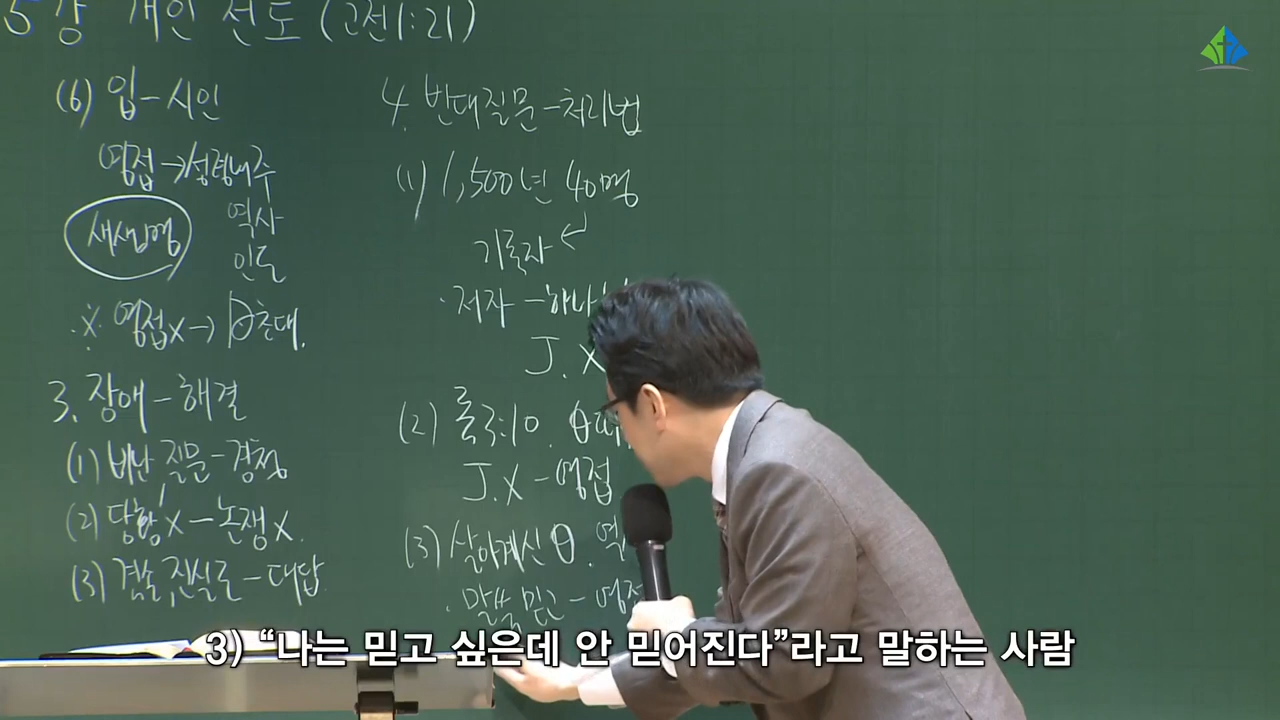 5강 개인 전도 (고전1:21)
(6) 입-시인
영접→성령내주
새생명
역사
인도
※ 영접x→초대.
3. 장애-해결
(1) 비난, 질문-경청
(2) 당황x-논쟁x.
(3) 겸손, 진실로-대답
4. 반대질문-처리법
(1) 1,500년 40명
기록자
·저자-하나
J.X
(2) 롬3:10.
J.X-영접
(3) 살아계신 θ.
·말씀 믿고-영접
3) “나는 믿고 싶은데 안 믿어진다”라고 말하는 사람